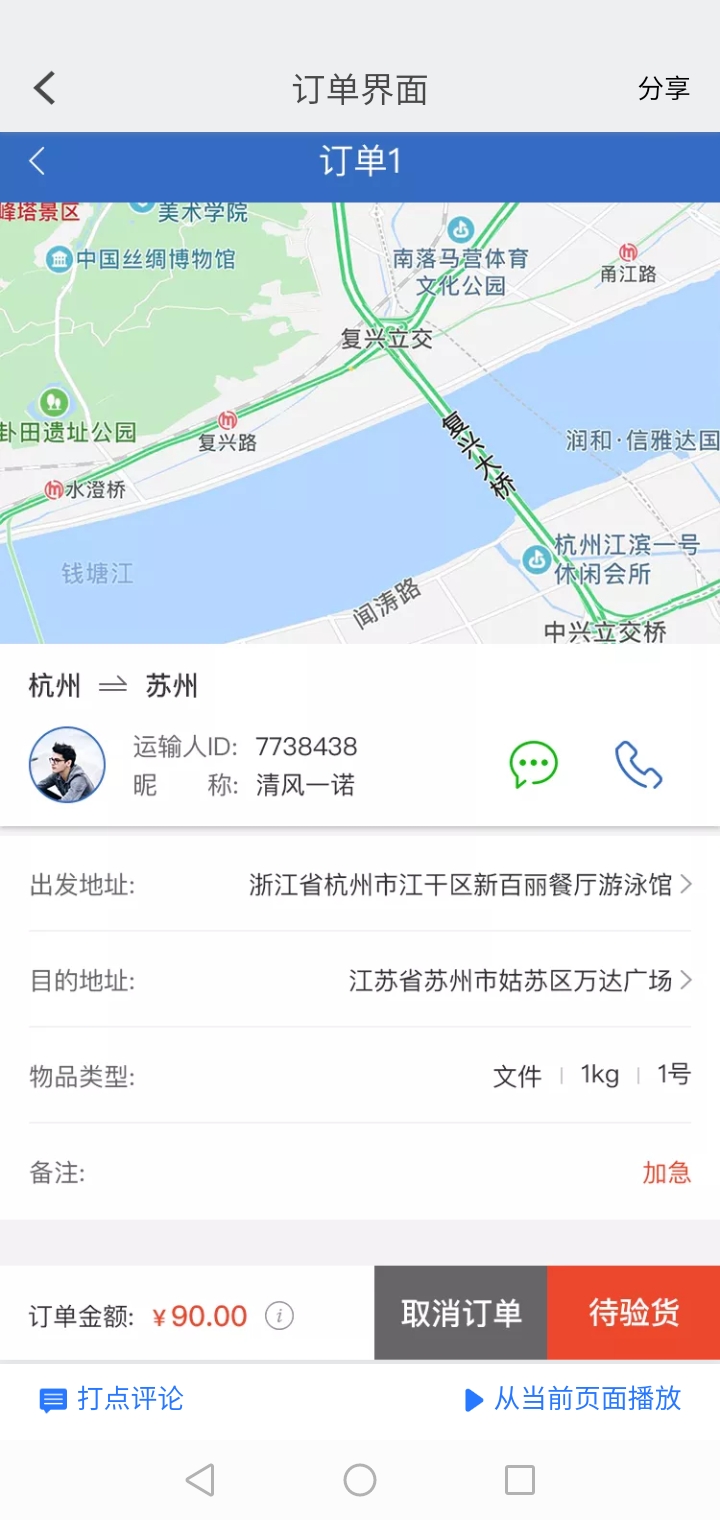 订单界面
分享
订单1
峰塔景区
美术学院
中国丝绸博物馆
南落马营体育
文化公园
甬江路
复兴立交
卦田遗址公园
复兴路
复兴大桥
润和·信雅达国
水澄桥
杭州江滨一号
休闲会所
钱塘江
闻涛路
中兴立交桥
杭州 ⇌ 苏州
运输人ID: 7738438
昵 称: 清风一诺
出发地址: 浙江省杭州市江干区新百丽餐厅游泳馆
目的地址: 江苏省苏州市姑苏区万达广场
物品类型: 文件 | 1kg | 1号
备注: 加急
订单金额: ¥90.00
取消订单
待验货
打点评论
从当前页面播放